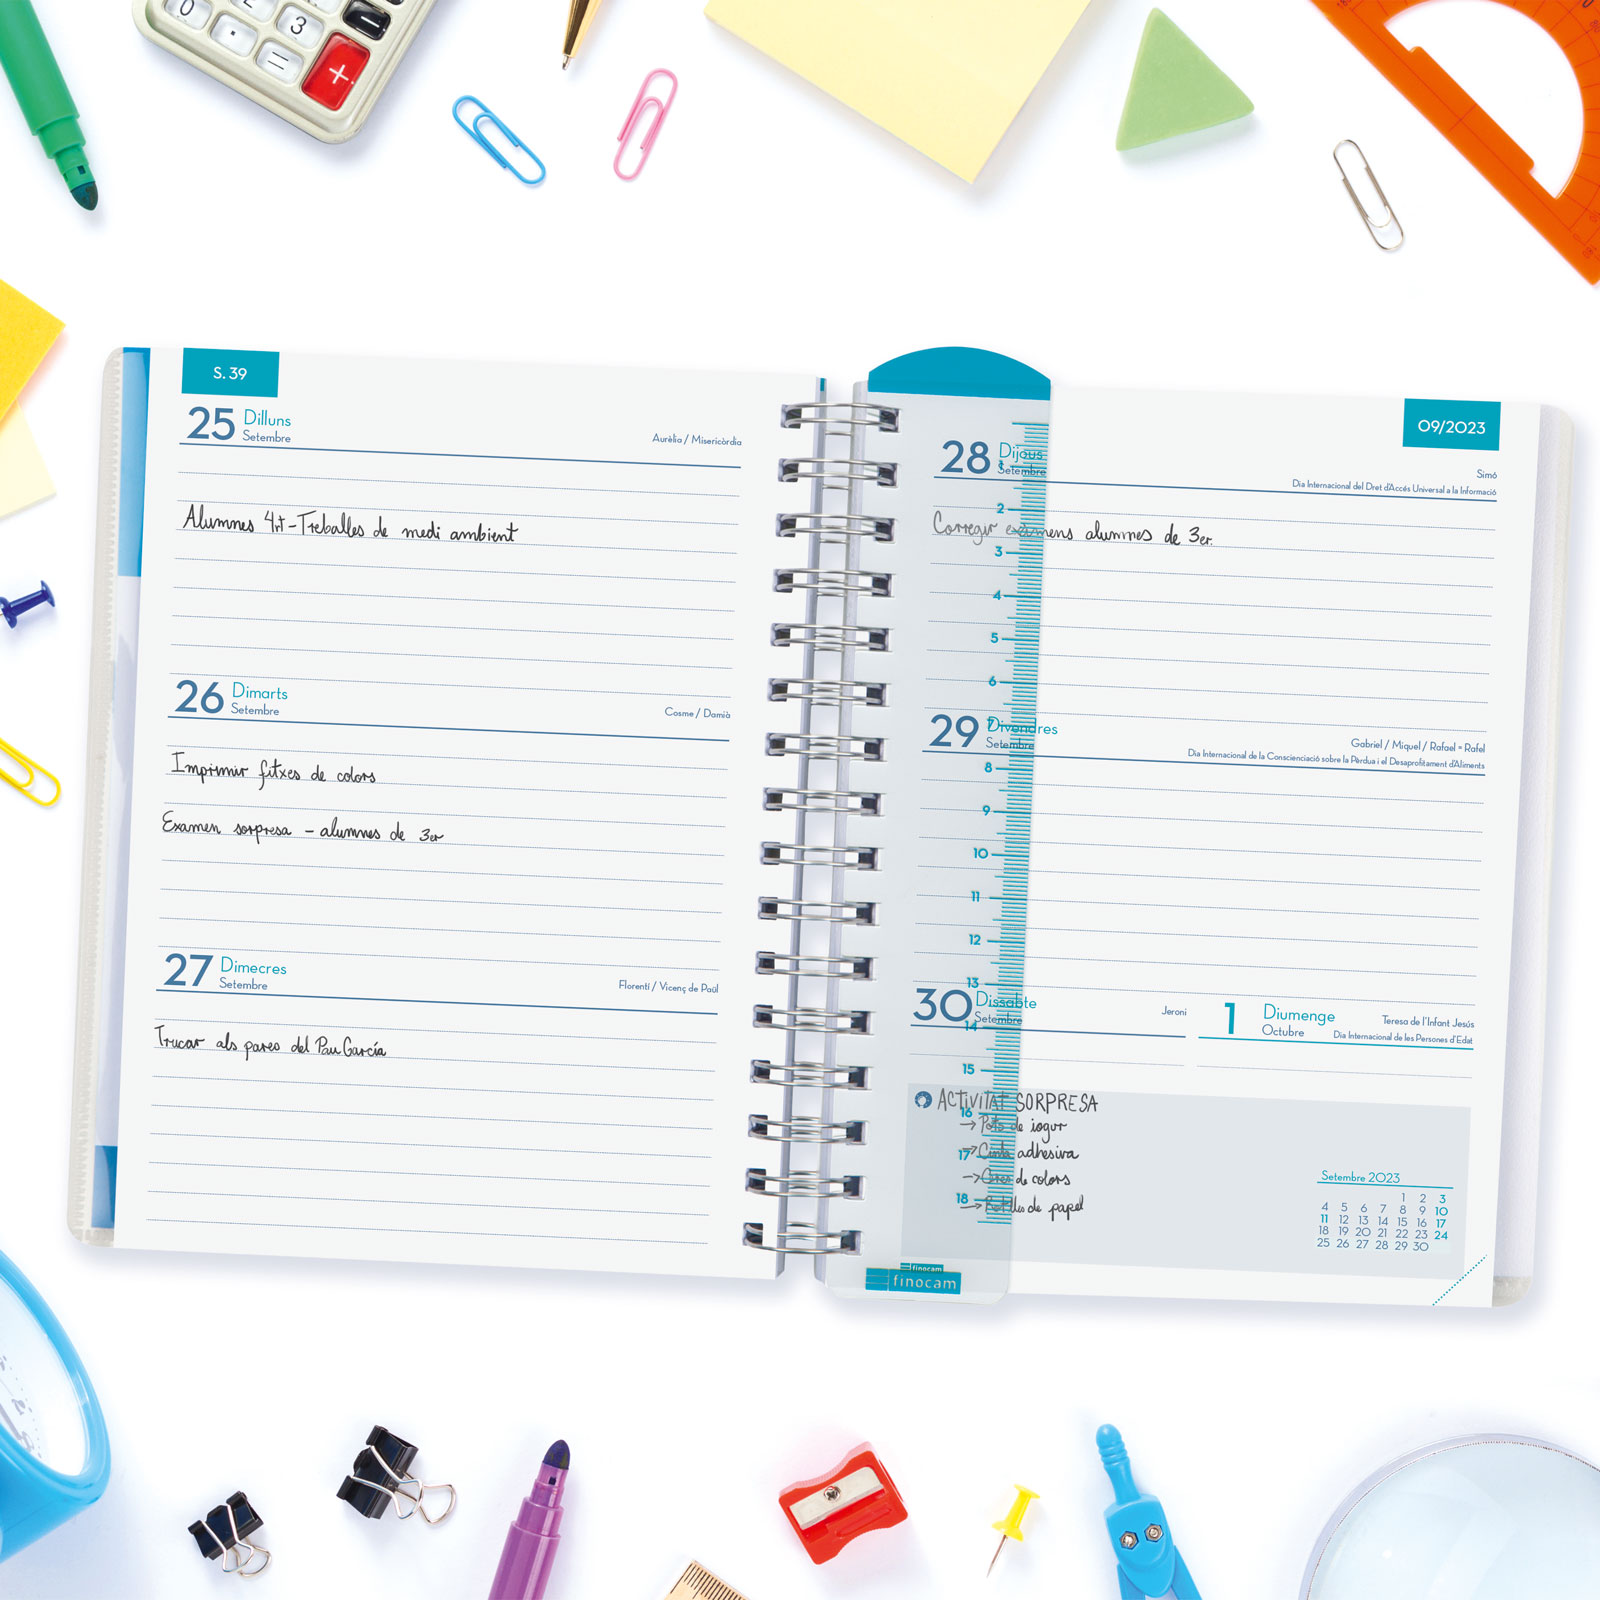 0 . 3 =
+
S. 39
25 Dilluns
Setembre
Aurèlia / Misericòrdia
Alumnes 4rt - Treballes de medi ambient
26 Dimarts
Setembre
Cosme / Damià
Imprimir fitxes de colors
Examen sorpresa - alumnes de 3er
27 Dimecres
Setembre
Florentí / Vicenç de Paül
Trucar als pares del Pau García
09/2023
28 Dijous
Setembre
Simó
Dia Internacional del Dret d'Accés Universal a la Informació
Corregir exàmens alumnes de 3er.
29 Divendres
Setembre
Gabriel / Miquel / Rafael = Rafel
Dia Internacional de la Conscienciació sobre la Pèrdua i el Desaprofitament d'Aliments
30 Dissabte
Setembre
Jeroni
1 Diumenge
Octubre
Teresa de l'Infant Jesús
Dia Internacional de les Persones d'Edat
ACTIVITAT SORPRESA
→ Pots de iogur
→ Cinta adhesiva
→ Ceres de colors
→ Rotlles de papel
Setembre 2023
1 2 3
4 5 6 7 8 9 10
11 12 13 14 15 16 17
18 19 20 21 22 23 24
25 26 27 28 29 30
2
3
4
5
6
7
8
9
10
11
12
13
14
15
16
17
18
finocam
finocam